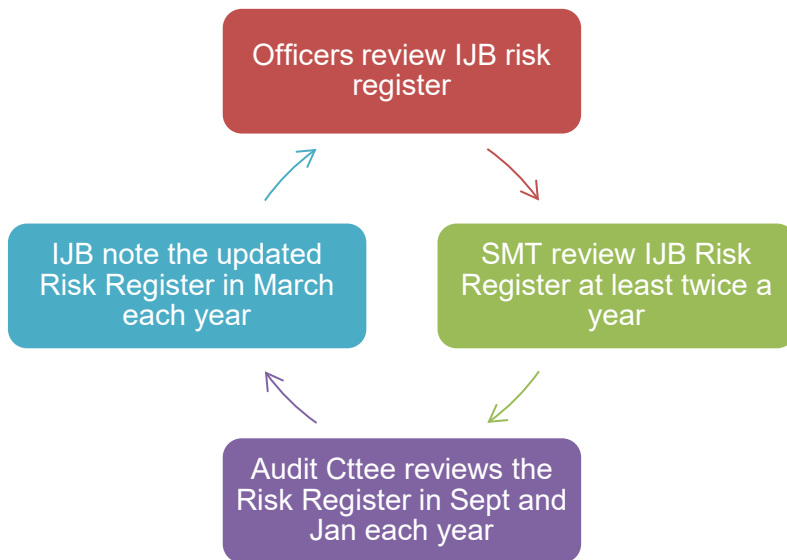 Officers review IJB risk
register
SMT review IJB Risk
Register at least twice a
year
Audit Cttee reviews the
Risk Register in Sept and
Jan each year
IJB note the updated
Risk Register in March
each year